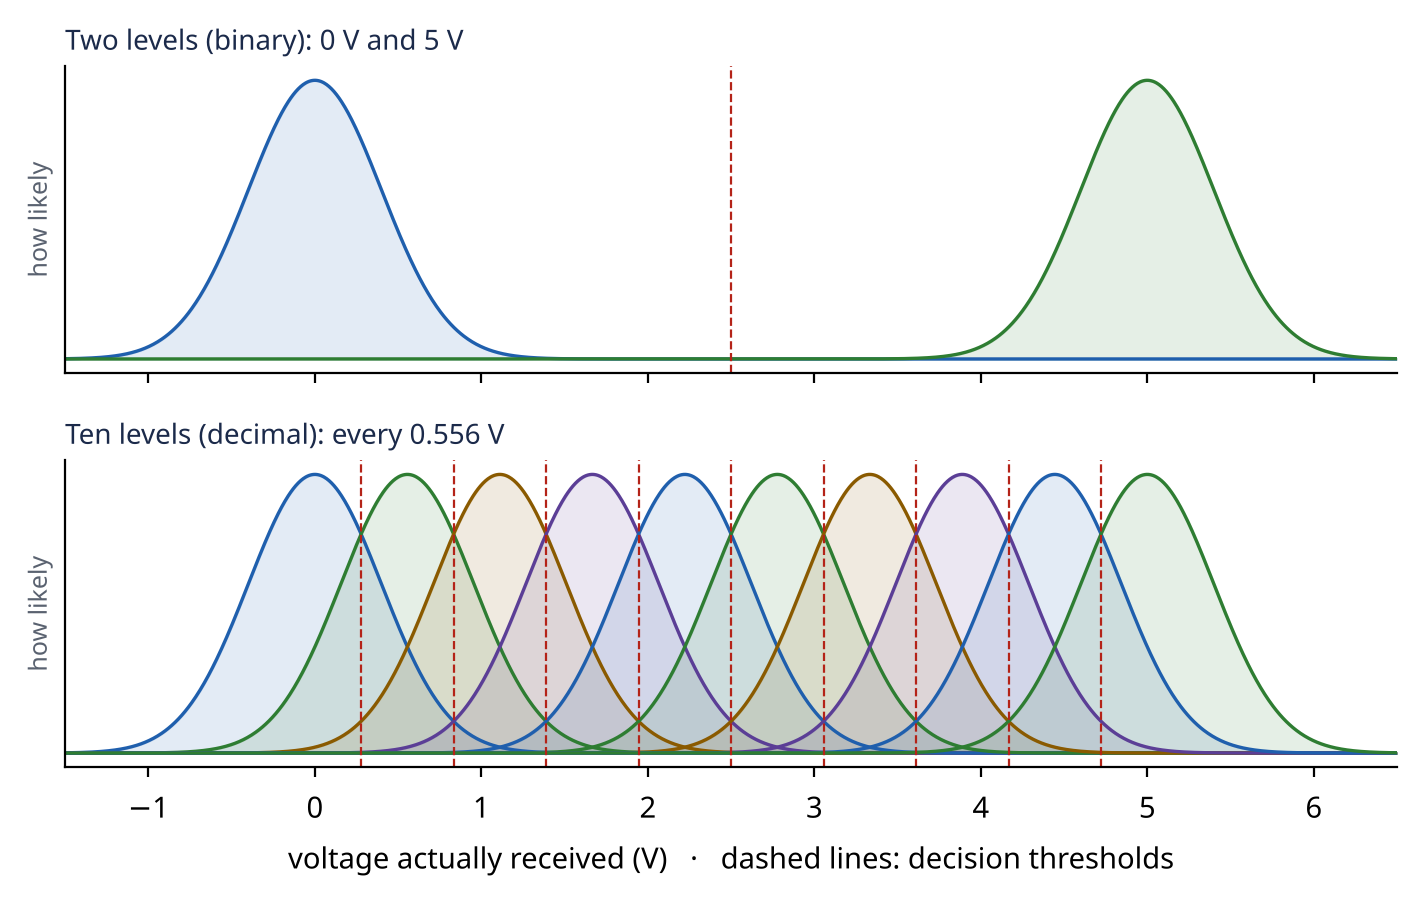 Two levels (binary): 0 V and 5 V
how likely
Ten levels (decimal): every 0.556 V
how likely
−1 0 1 2 3 4 5 6
voltage actually received (V) · dashed lines: decision thresholds